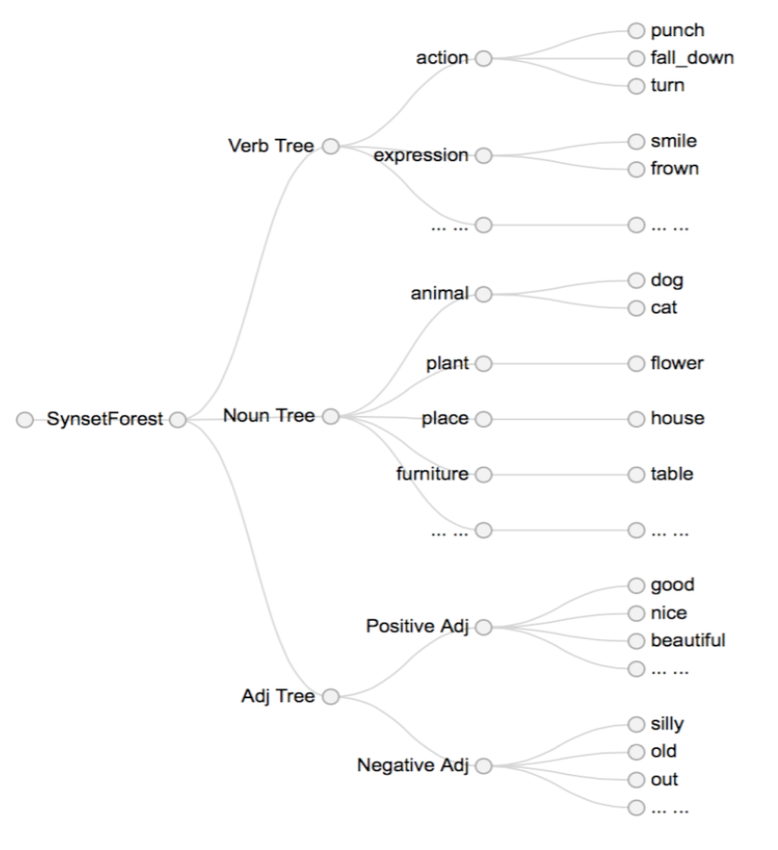 punch
action
fall_down
turn
smile
Verb Tree
expression
frown
... ...
... ...
dog
animal
cat
plant
flower
SynsetForest
Noun Tree
place
house
furniture
table
... ...
... ...
good
nice
Positive Adj
beautiful
... ...
Adj Tree
silly
old
Negative Adj
out
... ...